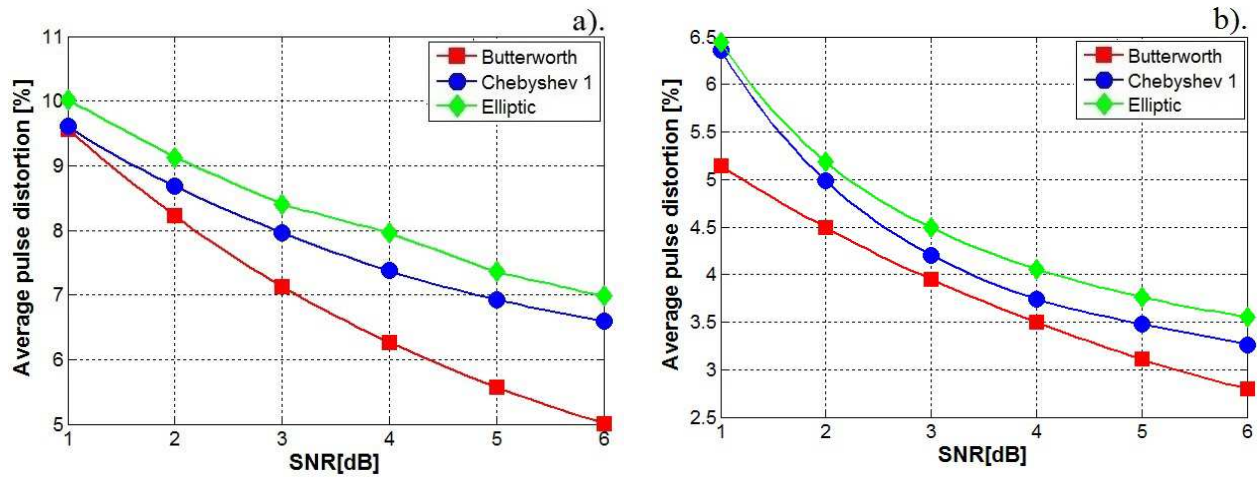 a).
11
10
9
8
7
6
5
Average pulse distortion [%]
Butterworth
Chebyshev 1
Elliptic
1 2 3 4 5 6
SNR[dB]
b).
6.5
6
5.5
5
4.5
4
3.5
3
2.5
Average pulse distortion [%]
Butterworth
Chebyshev 1
Elliptic
1 2 3 4 5 6
SNR[dB]